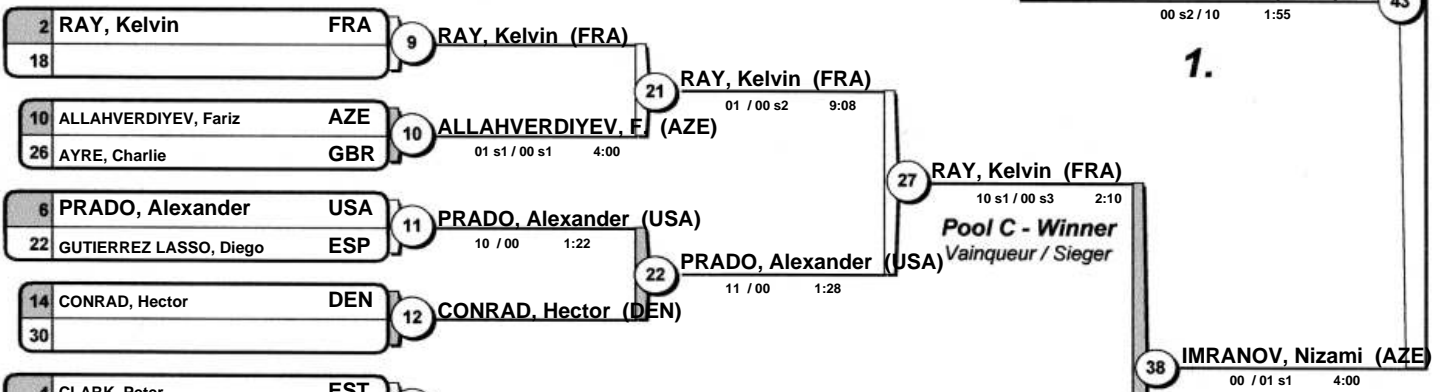 2 RAY, Kelvin FRA
18
9
RAY, Kelvin (FRA)
10 ALLAHVERDIYEV, Fariz AZE
26 AYRE, Charlie GBR
10
ALLAHVERDIYEV, F. (AZE)
01 s1 / 00 s1 4:00
21
RAY, Kelvin (FRA)
01 / 00 s2 9:08
6 PRADO, Alexander USA
22 GUTIERREZ LASSO, Diego ESP
11
PRADO, Alexander (USA)
10 / 00 1:22
14 CONRAD, Hector DEN
30
12
CONRAD, Hector (DEN)
22
PRADO, Alexander (USA)
11 / 00 1:28
27
RAY, Kelvin (FRA)
10 s1 / 00 s3 2:10
Pool C - Winner
Vainqueur / Sieger
00 s2 / 10 1:55
43
1.
38
IMRANOV, Nizami (AZE)
00 / 01 s1 4:00
4 CLARK, Peter EST